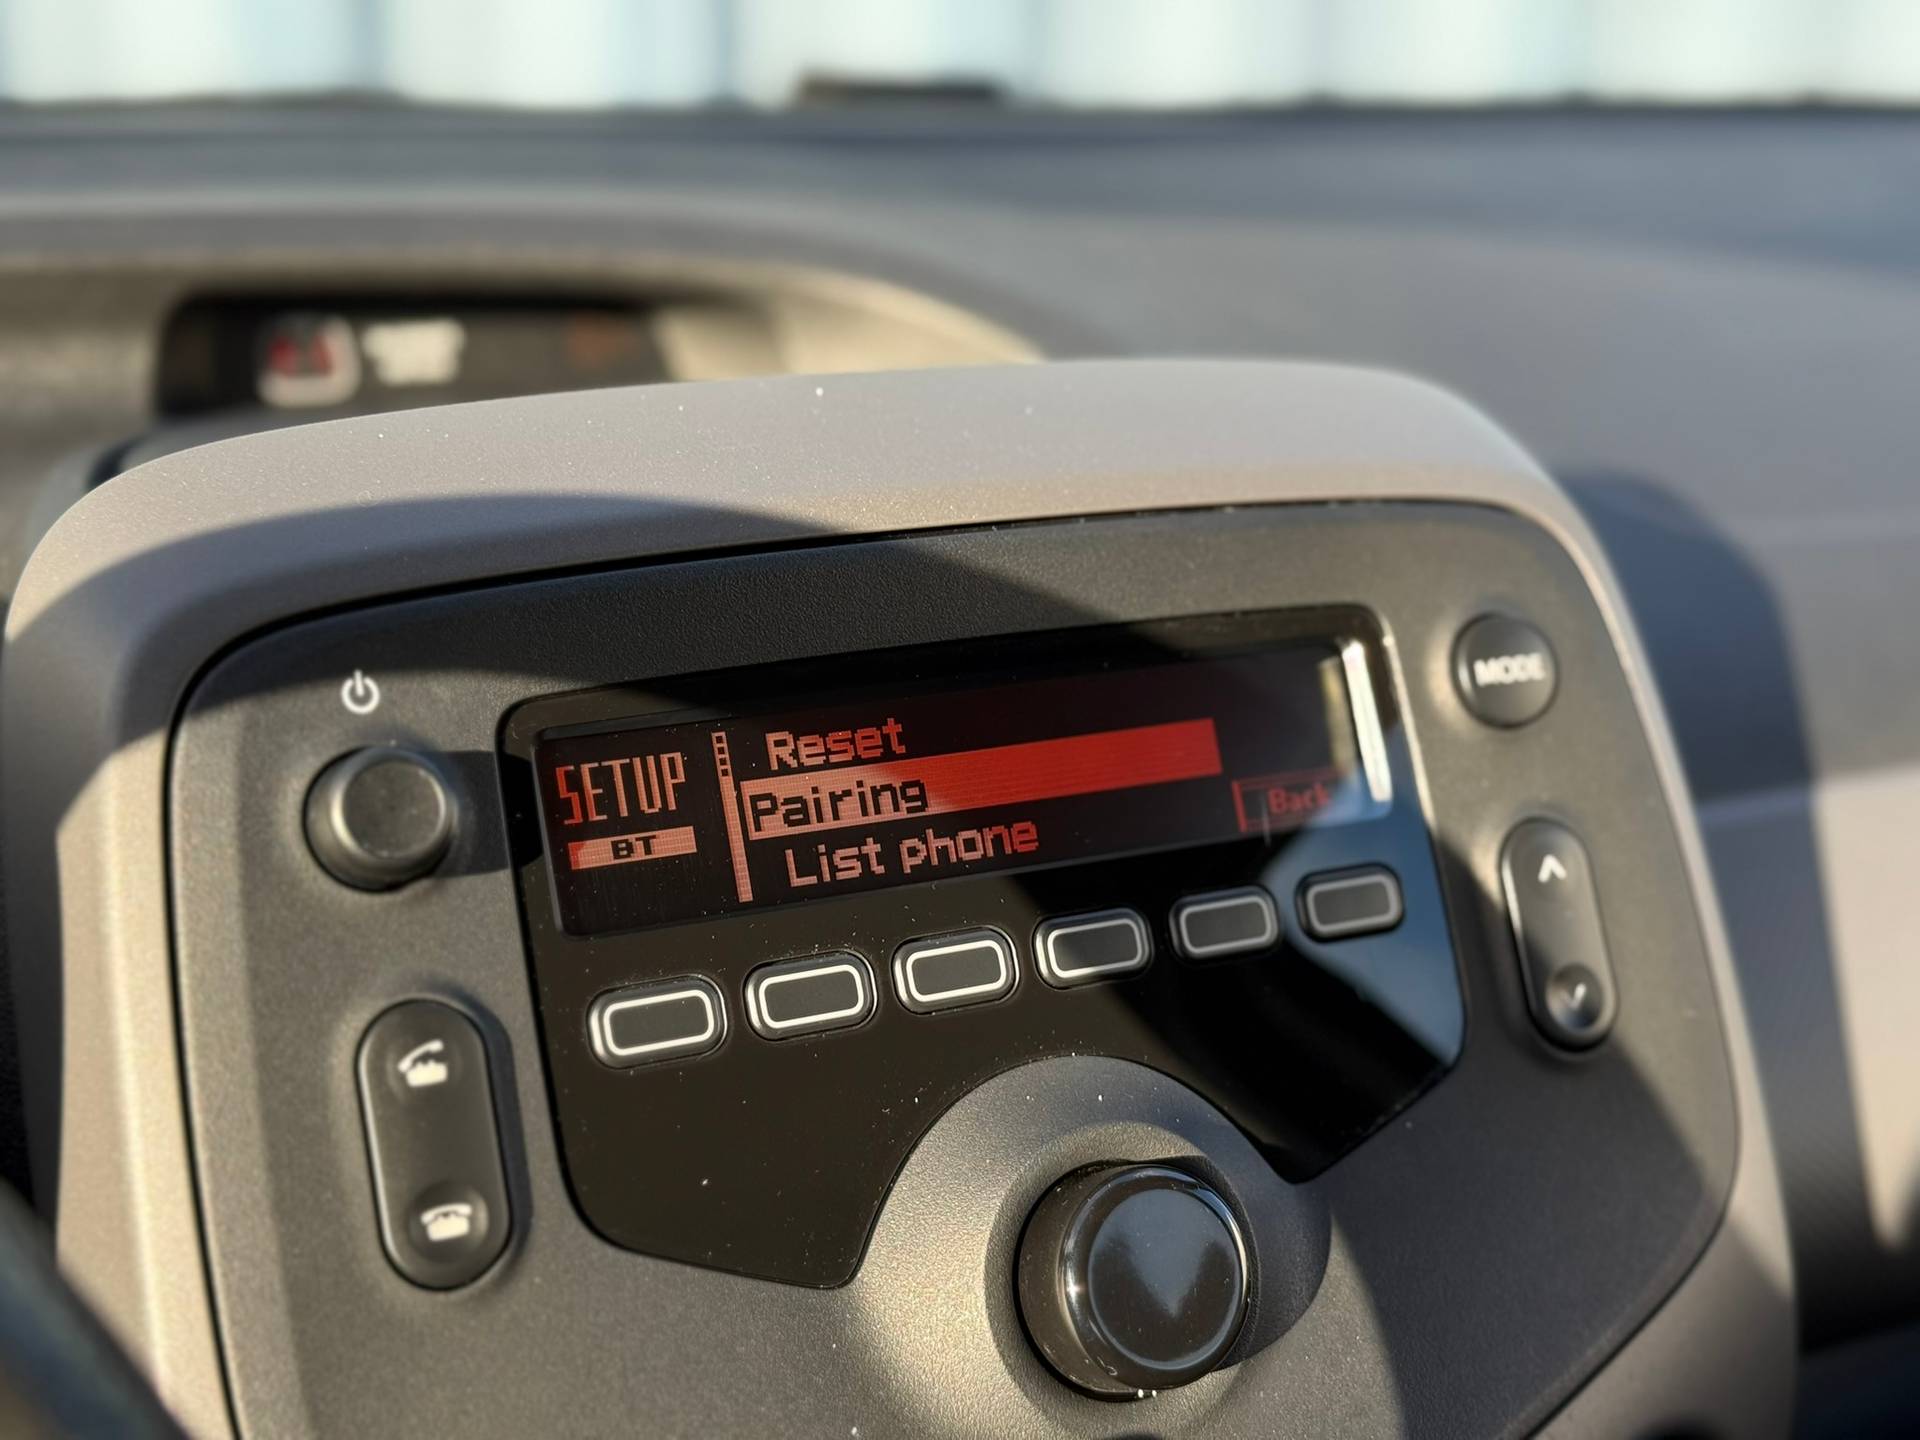 Reset
SETUP
Pairing
BT
List phone
Back
MODE